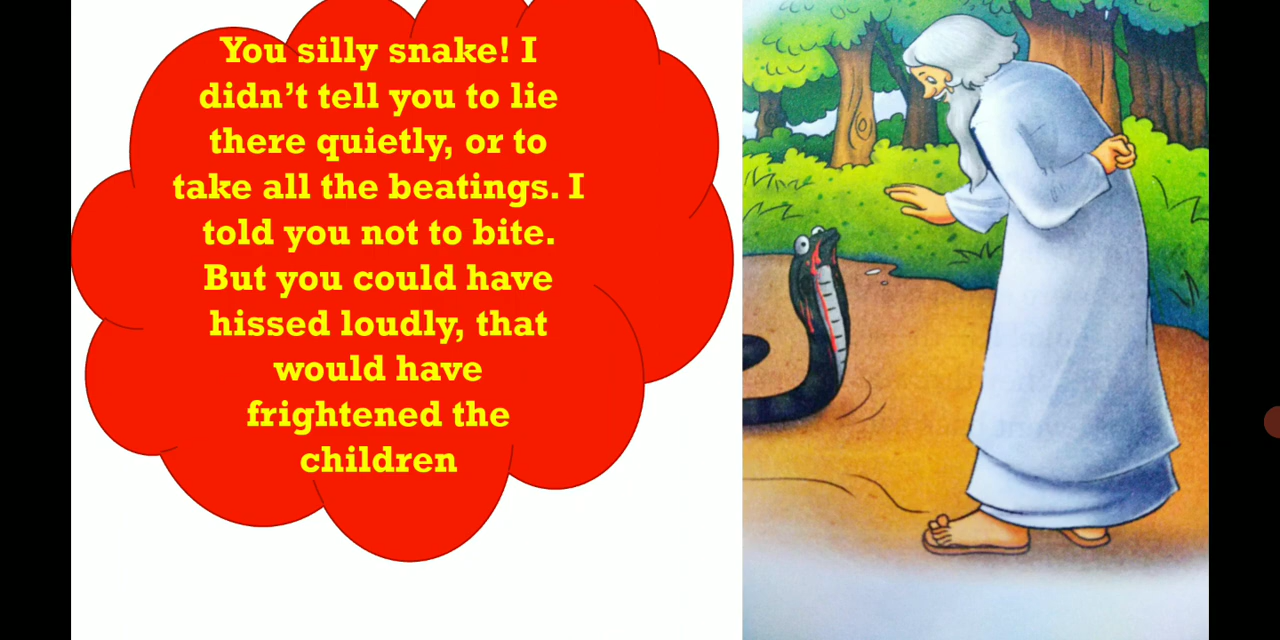 You silly snake! I
didn't tell you to lie
there quietly, or to
take all the beatings. I
told you not to bite.
But you could have
hissed loudly, that
would have
frightened the
children